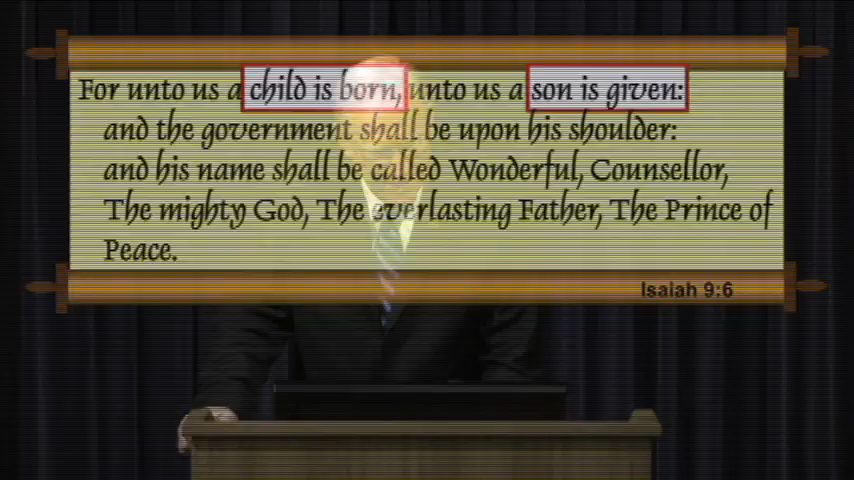 For unto us a child is born, unto us a son is given:
and the government shall be upon his shoulder:
and his name shall be called Wonderful, Counsellor,
The mighty God, The everlasting Father, The Prince of
Peace.
Isaiah 9:6